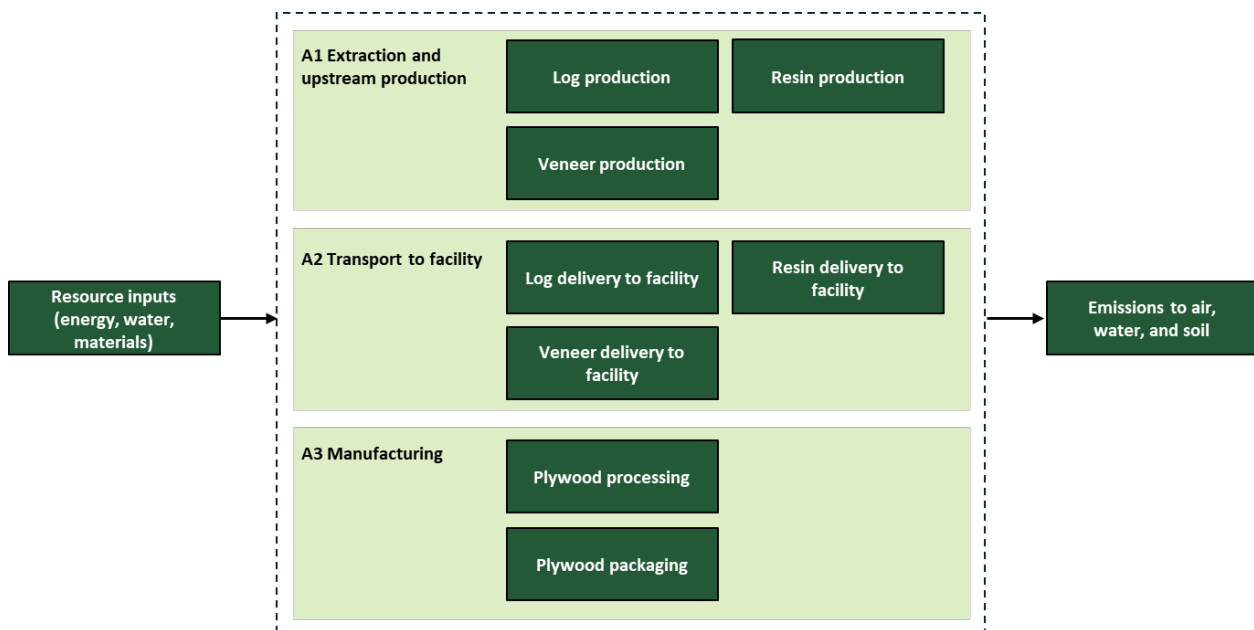 A1 Extraction and
upstream production
Log production
Resin production
Veneer production
A2 Transport to facility
Log delivery to facility
Resin delivery to
facility
Veneer delivery to
facility
Resource inputs
(energy, water,
materials)
Emissions to air,
water, and soil
A3 Manufacturing
Plywood processing
Plywood packaging